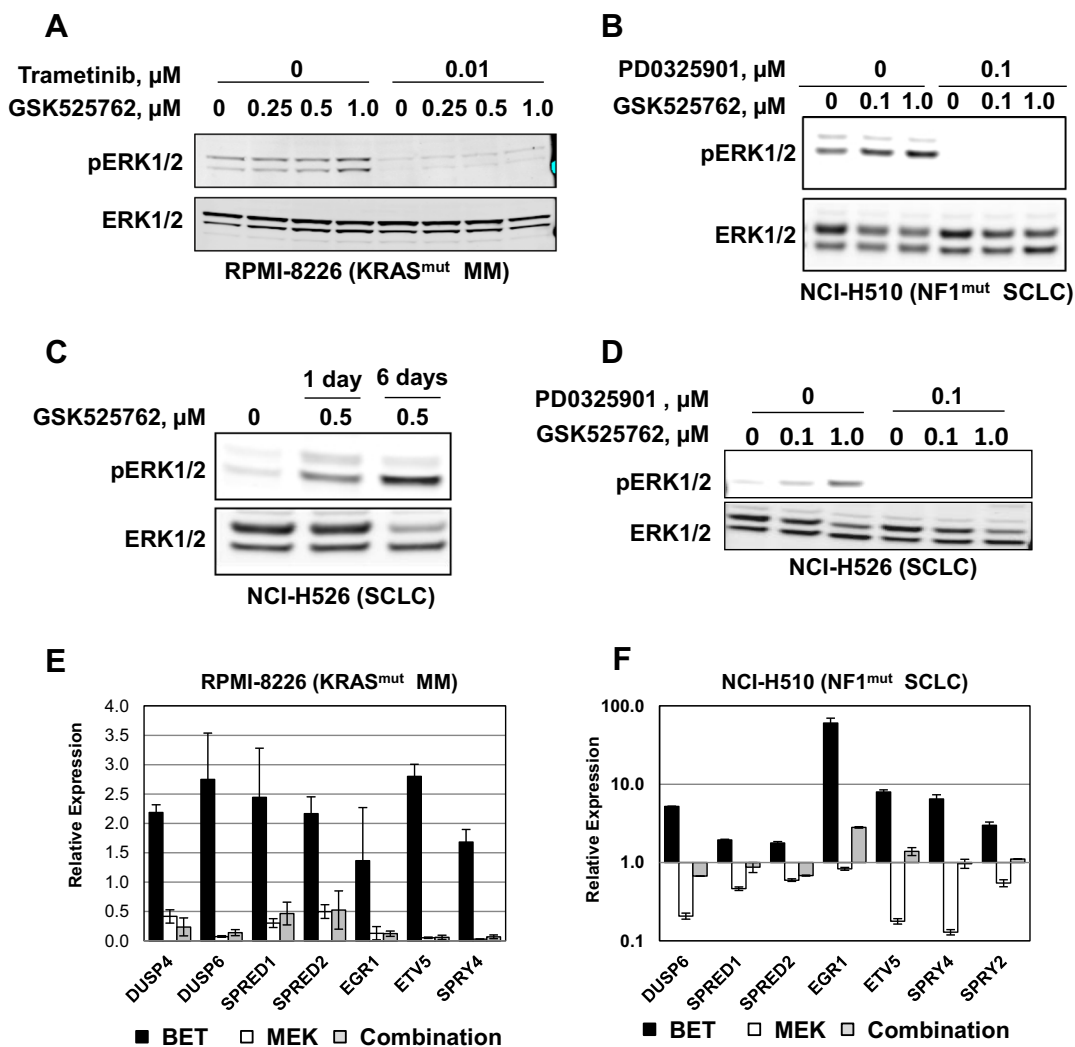 A
Trametinib, µM 0 0.01
GSK525762, µM 0 0.25 0.5 1.0 0 0.25 0.5 1.0
pERK1/2
ERK1/2
RPMI-8226 (KRASmut MM)
B
PD0325901, µM 0 0.1
GSK525762, µM 0 0.1 1.0 0 0.1 1.0
pERK1/2
ERK1/2
NCI-H510 (NF1mut SCLC)
C
1 day 6 days
GSK525762, µM 0 0.5 0.5
pERK1/2
ERK1/2
NCI-H526 (SCLC)
D
PD0325901 , µM 0 0.1
GSK525762, µM 0 0.1 1.0 0 0.1 1.0
pERK1/2
ERK1/2
NCI-H526 (SCLC)
E
RPMI-8226 (KRASmut MM)
Relative Expression
4.0
3.5
3.0
2.5
2.0
1.5
1.0
0.5
0.0
DUSP4 DUSP6 SPRED1 SPRED2 EGR1 ETV5 SPRY4
BET MEK Combination
F
NCI-H510 (NF1mut SCLC)
Relative Expression
100.0
10.0
1.0
0.1
DUSP6 SPRED1 SPRED2 EGR1 ETV5 SPRY4 SPRY2
BET MEK Combination